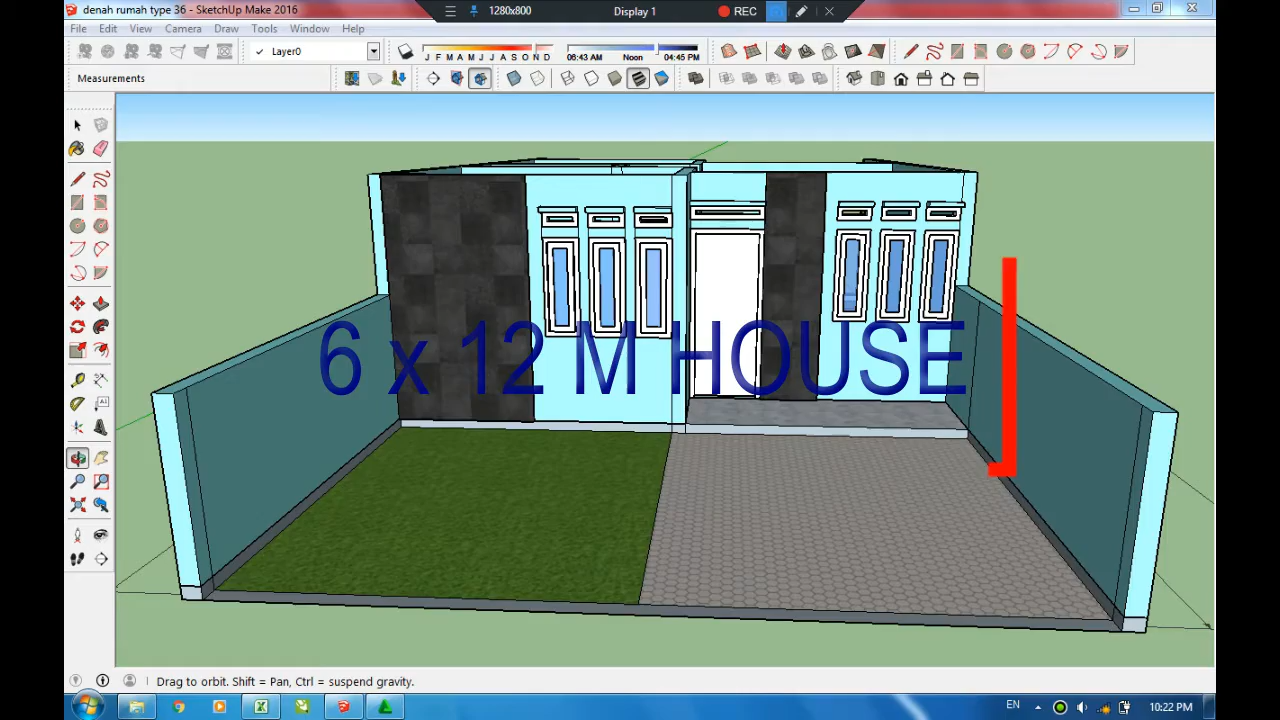 denah rumah type 36 - SketchUp Make 2016
1280x800
Display 1
REC
File Edit View Camera Draw Tools Window Help
Layer0
J F M A M J J A S O N D
06:43 AM Noon 04:45 PM
Measurements
6 x 12 M HOUSE
Drag to orbit. Shift = Pan, Ctrl = suspend gravity.
EN
10:22 PM